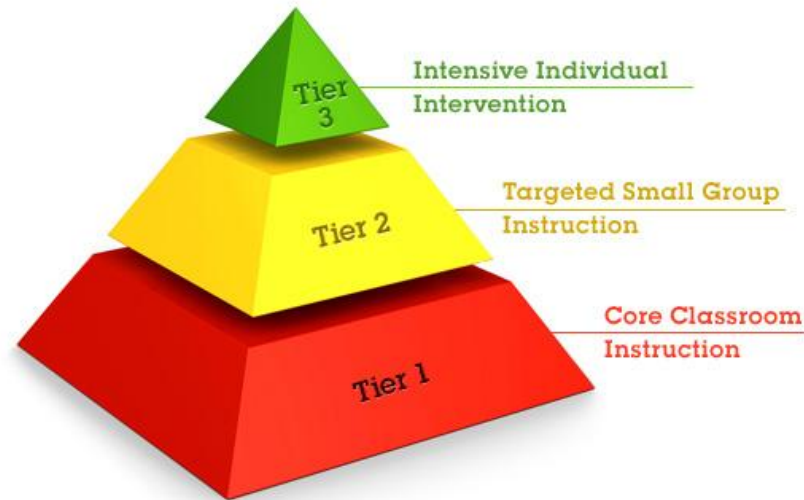 Tier
3
Intensive Individual
Intervention
Tier 2
Targeted Small Group
Instruction
Tier 1
Core Classroom
Instruction